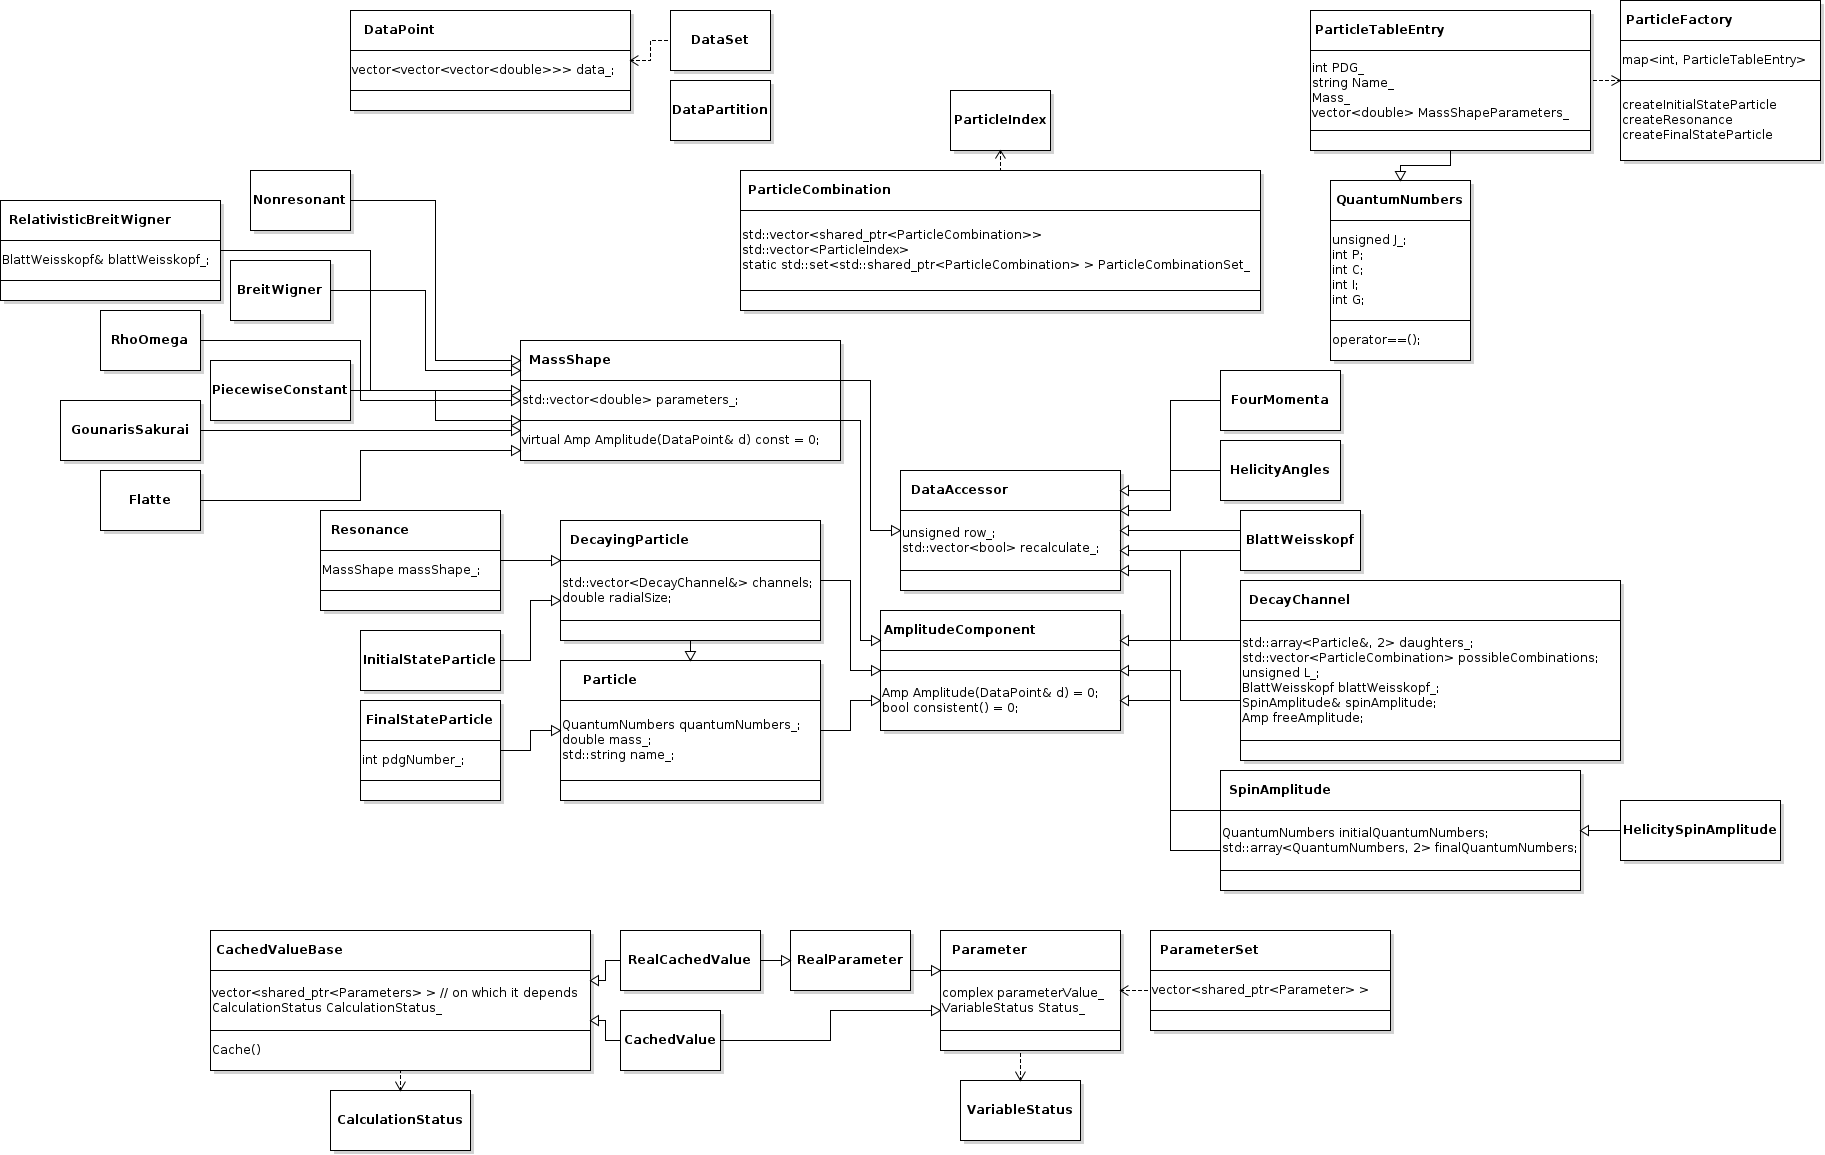 DataPoint
vector<vector<vector<double>>> data_;
DataSet
DataPartition
ParticleIndex
ParticleTableEntry
int PDG_
string Name_
Mass_
vector<double> MassShapeParameters_
ParticleFactory
map<int, ParticleTableEntry>
createInitialStateParticle
createResonance
createFinalStateParticle
ParticleCombination
std::vector<shared_ptr<ParticleCombination>>
std::vector<ParticleIndex>
static std::set<std::shared_ptr<ParticleCombination> > ParticleCombinationSet_
QuantumNumbers
unsigned J_;
int P;
int C;
int I;
int G;
operator==();
Nonresonant
RelativisticBreitWigner
BlattWeisskopf& blattWeisskopf_;
BreitWigner
RhoOmega
PiecewiseConstant
GounarisSakurai
Flatte
MassShape
std::vector<double> parameters_;
virtual Amp Amplitude(DataPoint& d) const = 0;
FourMomenta
HelicityAngles
BlattWeisskopf
DataAccessor
unsigned row_;
std::vector<bool> recalculate_;
Resonance
MassShape massShape_;
DecayingParticle
std::vector<DecayChannel&> channels;
double radialSize;
InitialStateParticle
FinalStateParticle
int pdgNumber_;
Particle
QuantumNumbers quantumNumbers_;
double mass_;
std::string name_;
AmplitudeComponent
Amp Amplitude(DataPoint& d) = 0;
bool consistent() = 0;
DecayChannel
std::array<Particle&, 2> daughters_;
std::vector<ParticleCombination> possibleCombinations;
unsigned L_;
BlattWeisskopf blattWeisskopf_;
SpinAmplitude& spinAmplitude;
Amp freeAmplitude;
SpinAmplitude
QuantumNumbers initialQuantumNumbers;
std::array<QuantumNumbers, 2> finalQuantumNumbers;
HelicitySpinAmplitude
CachedValueBase
vector<shared_ptr<Parameters> > // on which it depends
CalculationStatus CalculationStatus_
Cache()
RealCachedValue
RealParameter
CachedValue
Parameter
complex parameterValue_
VariableStatus Status_
ParameterSet
vector<shared_ptr<Parameter> >
CalculationStatus
VariableStatus